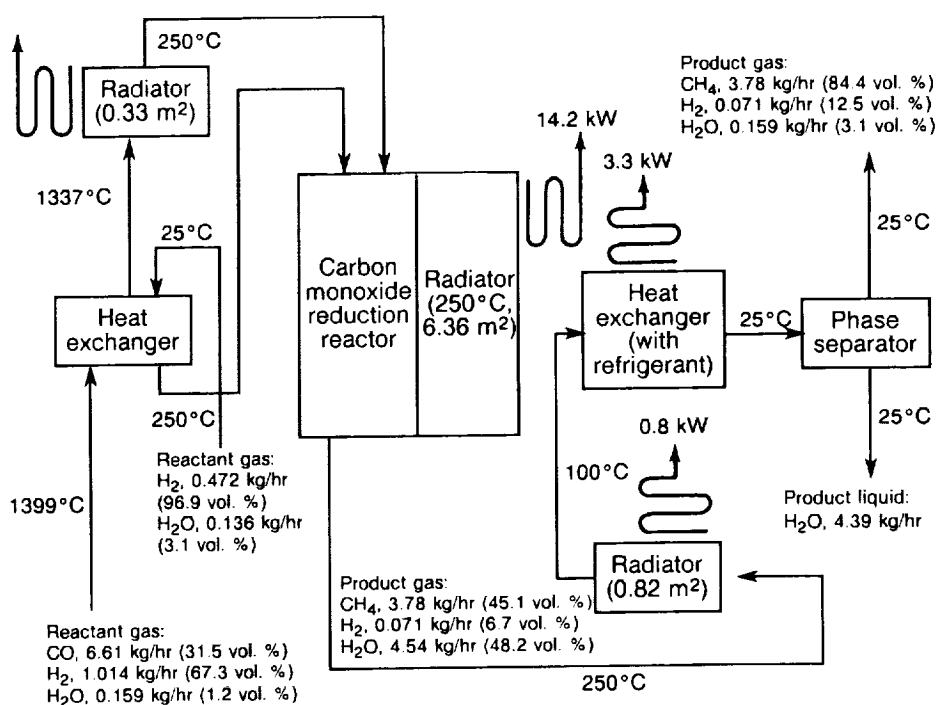 250°C
Radiator
(0.33 m²)
1337°C
25°C
Heat
exchanger
250°C
1399°C
Reactant gas:
H₂, 0.472 kg/hr
(96.9 vol. %)
H₂O, 0.136 kg/hr
(3.1 vol. %)
Reactant gas:
CO, 6.61 kg/hr (31.5 vol. %)
H₂, 1.014 kg/hr (67.3 vol. %)
H₂O, 0.159 kg/hr (1.2 vol. %)
Carbon
monoxide
reduction
reactor
Radiator
(250°C,
6.36 m²)
14.2 kW
3.3 kW
Heat
exchanger
(with
refrigerant)
25°C
Phase
separator
Product gas:
CH₄, 3.78 kg/hr (84.4 vol. %)
H₂, 0.071 kg/hr (12.5 vol. %)
H₂O, 0.159 kg/hr (3.1 vol. %)
25°C
25°C
Product liquid:
H₂O, 4.39 kg/hr
0.8 kW
100°C
Radiator
(0.82 m²)
Product gas:
CH₄, 3.78 kg/hr (45.1 vol. %)
H₂, 0.071 kg/hr (6.7 vol. %)
H₂O, 4.54 kg/hr (48.2 vol. %)
250°C